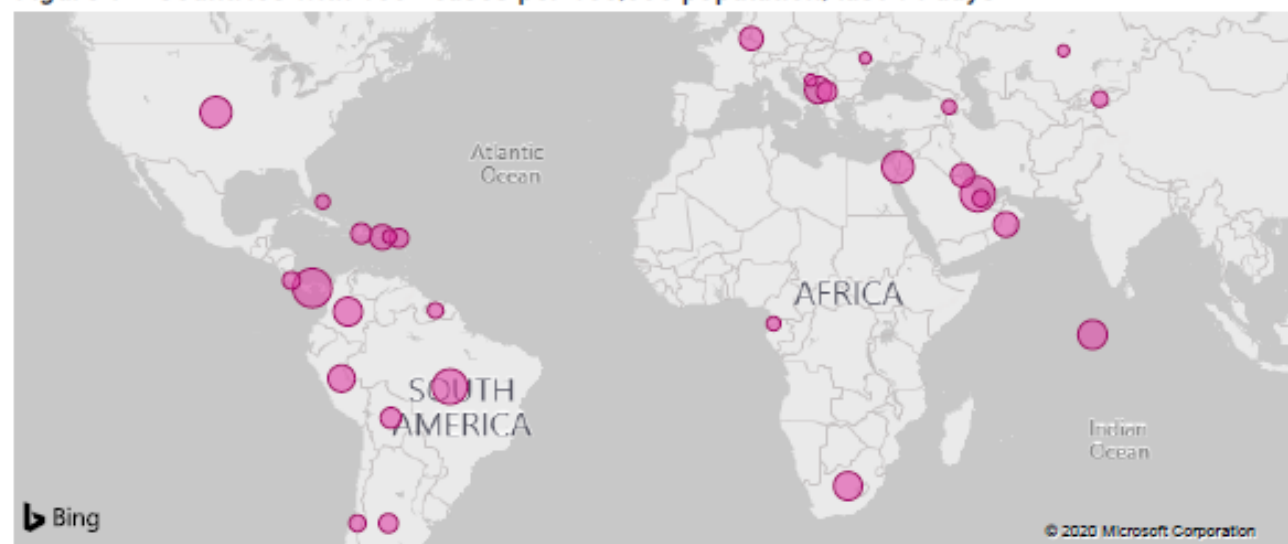 Atlantic
Ocean
AFRICA
SOUTH
AMERICA
Indian
Ocean
Bing
© 2020 Microsoft Corporation